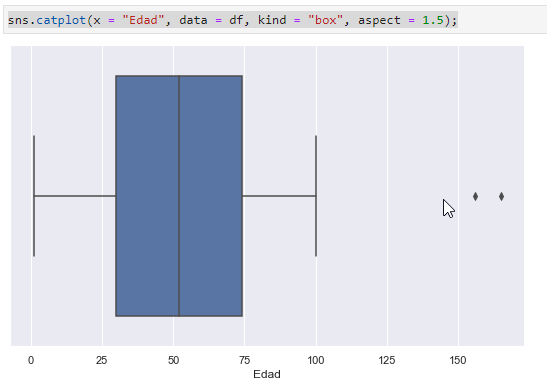 sns.catplot(x = "Edad", data = df, kind = "box", aspect = 1.5);
0 25 50 75 100 125 150
Edad